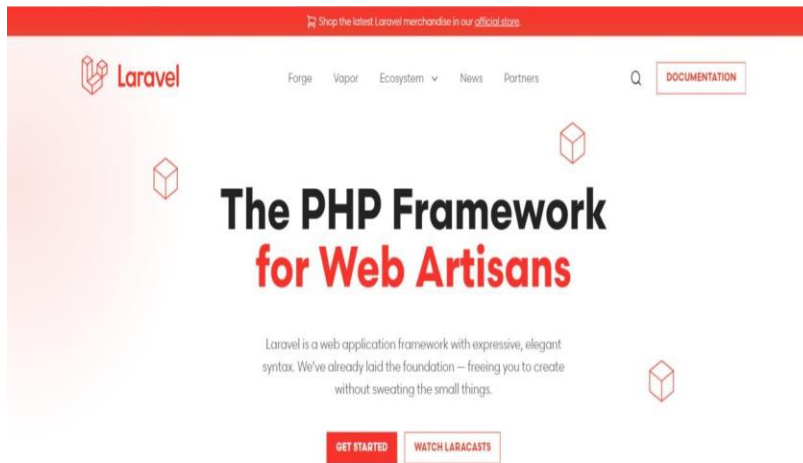 Shop the latest Laravel merchandise in our official store.
Laravel
Forge Vapor Ecosystem News Partners
DOCUMENTATION
The PHP Framework
for Web Artisans
Laravel is a web application framework with expressive, elegant
syntax. We've already laid the foundation — freeing you to create
without sweating the small things.
GET STARTED WATCH LARACASTS